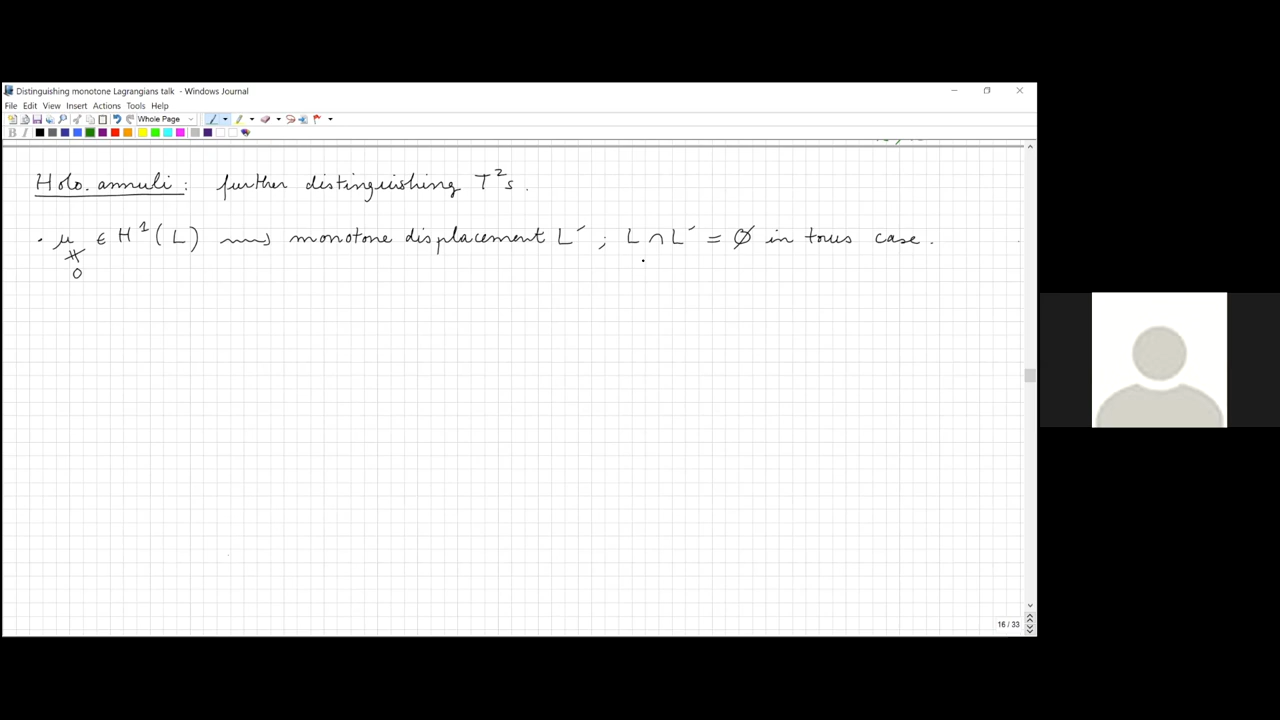 Distinguishing monotone Lagrangians talk - Windows Journal
File Edit View Insert Actions Tools Help
Whole Page
B I
Holo. annuli: further distinguishing T²s.
· μ ∈ H¹(L) ⇝ monotone displacement L′ ; L ∩ L′ = ∅ in torus case.
≠
0
16 / 33